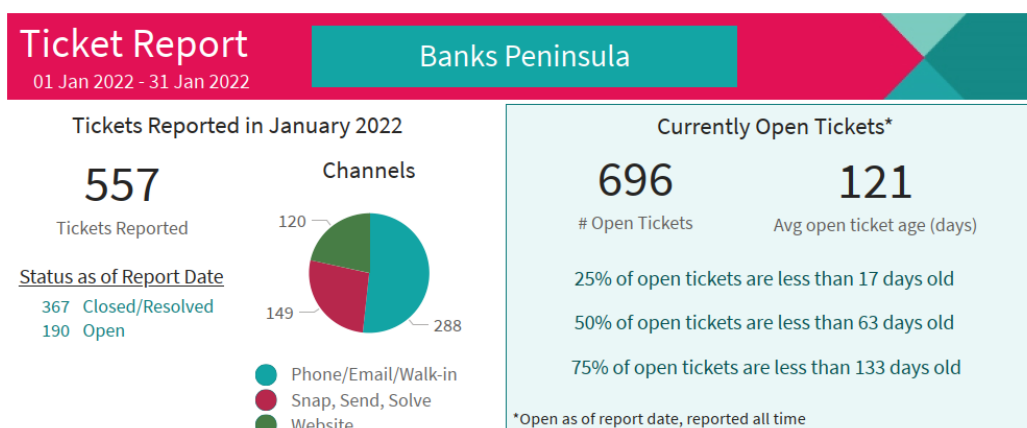 Ticket Report
01 Jan 2022 - 31 Jan 2022
Banks Peninsula
Tickets Reported in January 2022
557
Tickets Reported
Status as of Report Date
367 Closed/Resolved
190 Open
Channels
120
149
288
Phone/Email/Walk-in
Snap, Send, Solve
Website
Currently Open Tickets*
696
# Open Tickets
121
Avg open ticket age (days)
25% of open tickets are less than 17 days old
50% of open tickets are less than 63 days old
75% of open tickets are less than 133 days old
*Open as of report date, reported all time